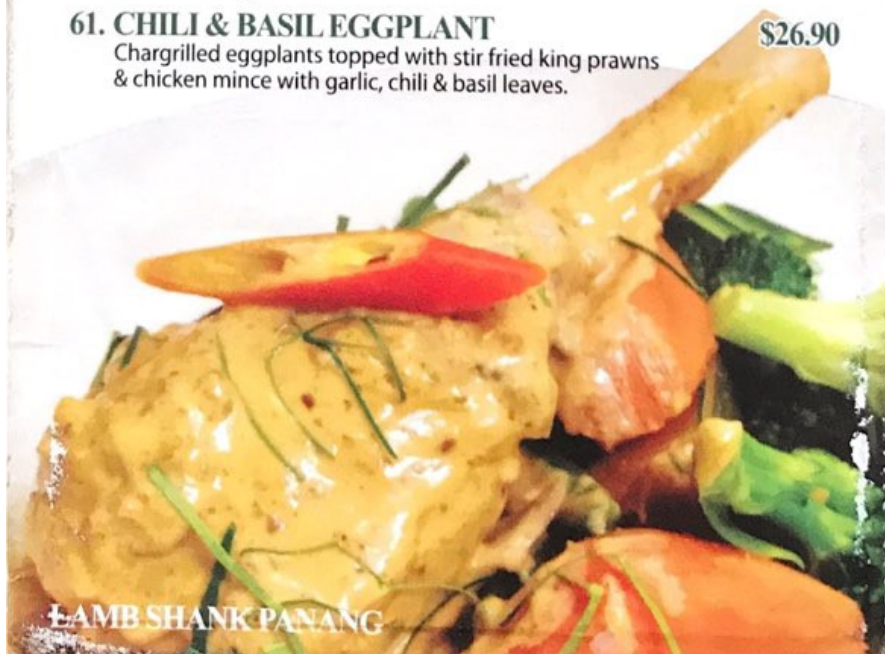 61. CHILI & BASIL EGGPLANT $26.90
Chargrilled eggplants topped with stir fried king prawns
& chicken mince with garlic, chili & basil leaves.
LAMB SHANK PANANG